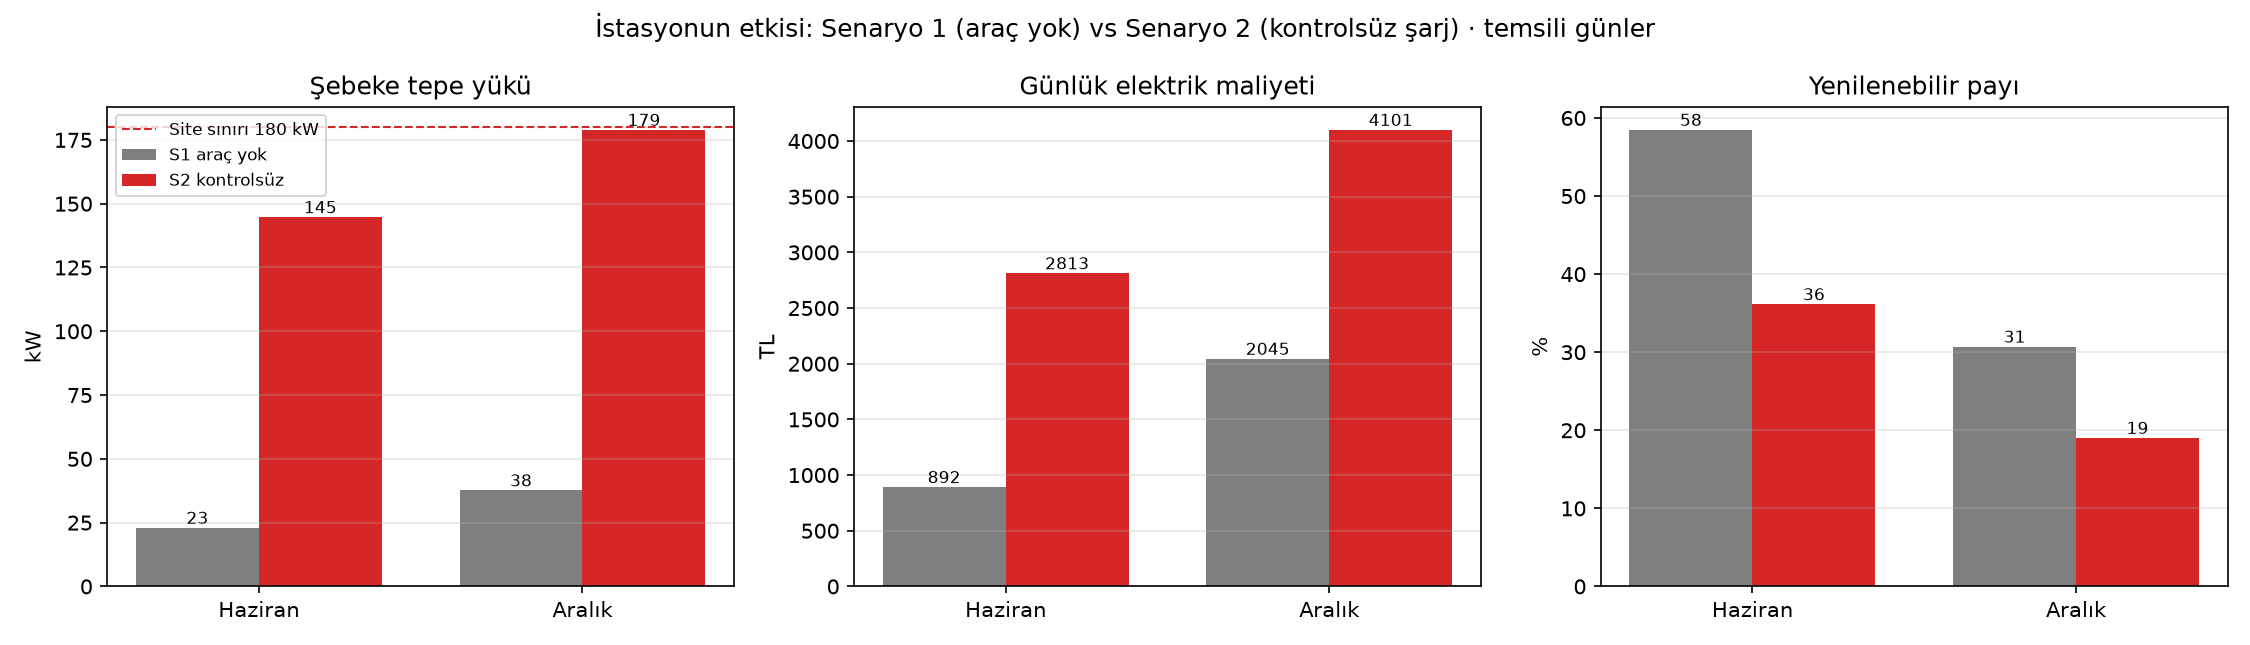 İstasyonun etkisi: Senaryo 1 (araç yok) vs Senaryo 2 (kontrolsüz şarj) · temsili günler
Şebeke tepe yükü
kW
175
150
125
100
75
50
25
0
Site sınırı 180 kW
S1 araç yok
S2 kontrolsüz
23
145
38
179
Haziran
Aralık
Günlük elektrik maliyeti
TL
4000
3500
3000
2500
2000
1500
1000
500
0
892
2813
2045
4101
Haziran
Aralık
Yenilenebilir payı
%
60
50
40
30
20
10
0
58
36
31
19
Haziran
Aralık